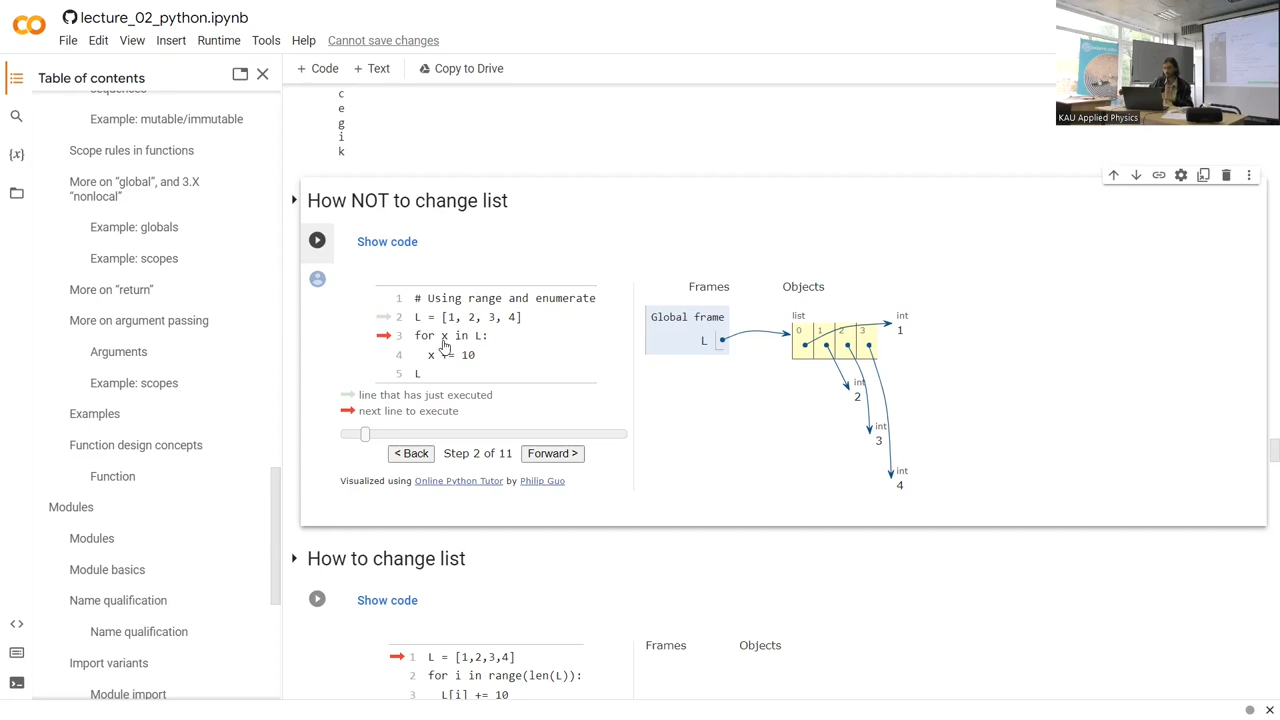 lecture_02_python.ipynb
File Edit View Insert Runtime Tools Help Cannot save changes
Table of contents
+ Code + Text Copy to Drive
sequences
Example: mutable/immutable
Scope rules in functions
More on “global”, and 3.X
“nonlocal”
Example: globals
Example: scopes
More on “return”
More on argument passing
Arguments
Example: scopes
Examples
Function design concepts
Function
Modules
Modules
Module basics
Name qualification
Name qualification
Import variants
Module import
c
e
g
i
k
How NOT to change list
Show code
1 # Using range and enumerate
2 L = [1, 2, 3, 4]
3 for x in L:
4 x += 10
5 L
line that has just executed
next line to execute
< Back Step 2 of 11 Forward >
Visualized using Online Python Tutor by Philip Guo
Frames Objects
Global frame
L
list
0 1 2 3
int
1
int
2
int
3
int
4
How to change list
Show code
1 L = [1,2,3,4]
2 for i in range(len(L)):
3 L[i] += 10
Frames Objects
KAU Applied Physics